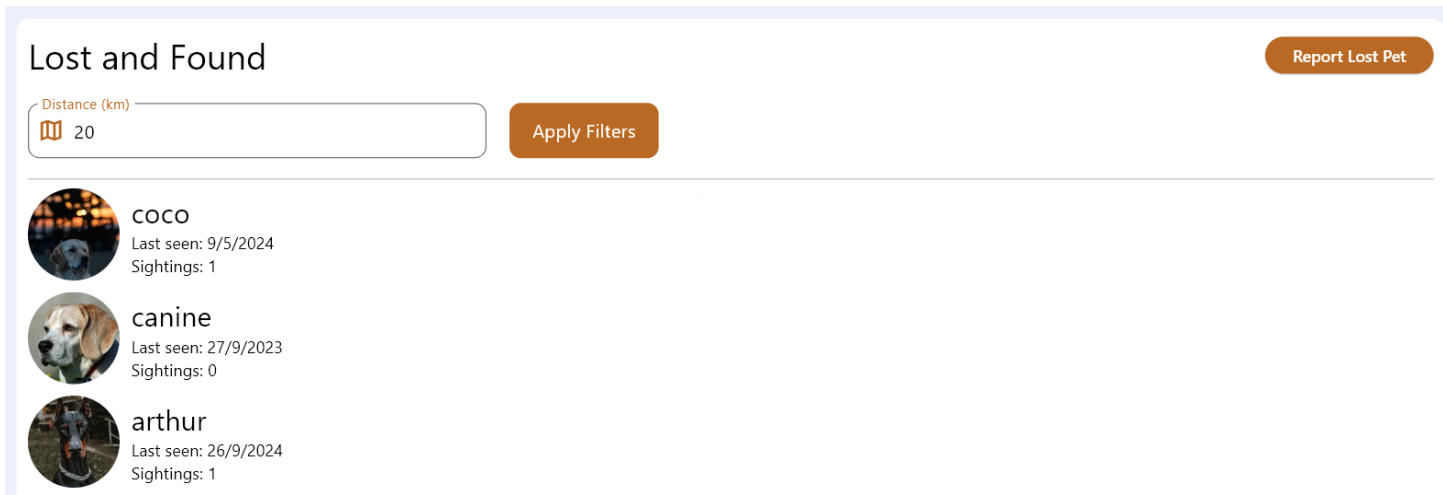 Lost and Found
Report Lost Pet
Distance (km)
20
Apply Filters
coco
Last seen: 9/5/2024
Sightings: 1
canine
Last seen: 27/9/2023
Sightings: 0
arthur
Last seen: 26/9/2024
Sightings: 1